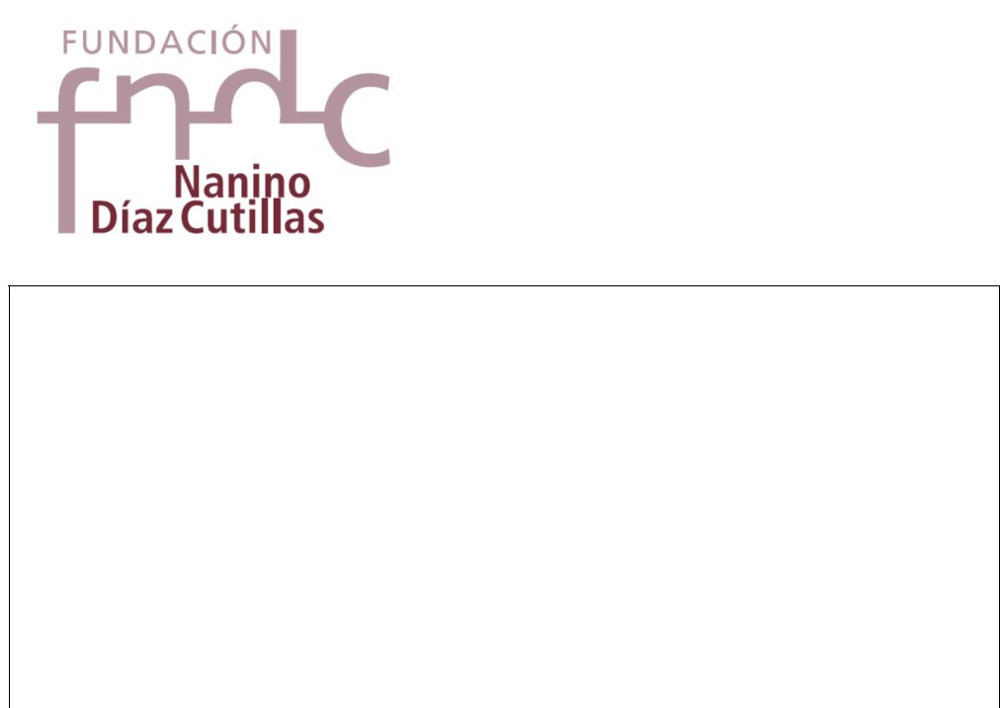 FUNDACIÓN
fndc
Nanino
Díaz Cutillas